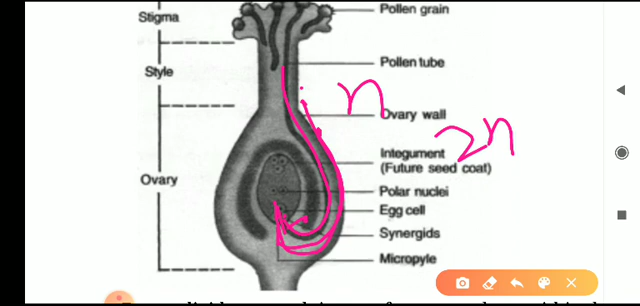 Stigma
Pollen grain
Style
Pollen tube
n
Ovary wall
2n
Integument
(Future seed coat)
Ovary
Polar nuclei
Egg cell
Synergids
Micropyle